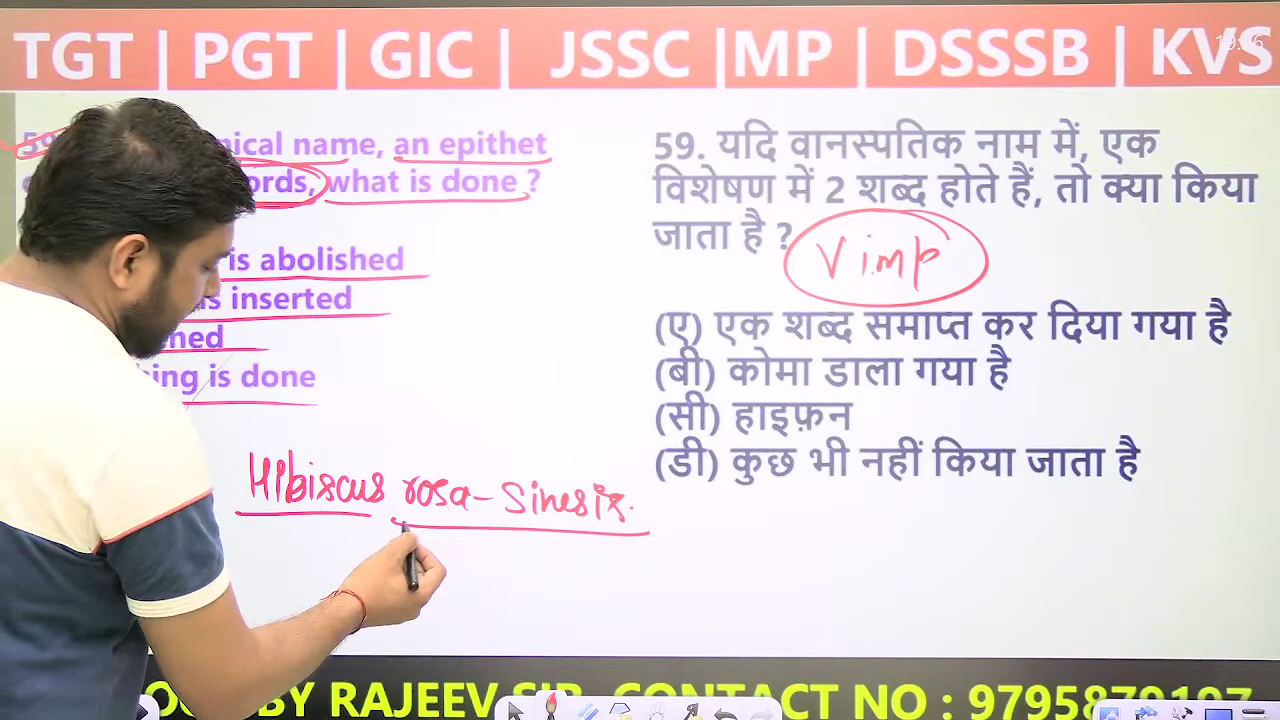 TGT | PGT | GIC | JSSC |MP | DSSSB | KVS
nical name, an epithet
ords, what is done ?
is abolished
is inserted
ned
hing is done
Hibiscus rosa-Sinesis.
59. यदि वानस्पतिक नाम में, एक
विशेषण में 2 शब्द होते हैं, तो क्या किया
जाता है ?
V imp
(ए) एक शब्द समाप्त कर दिया गया है
(बी) कोमा डाला गया है
(सी) हाइफ़न
(डी) कुछ भी नहीं किया जाता है
BY RAJEEV SIR CONTACT NO : 9795879197